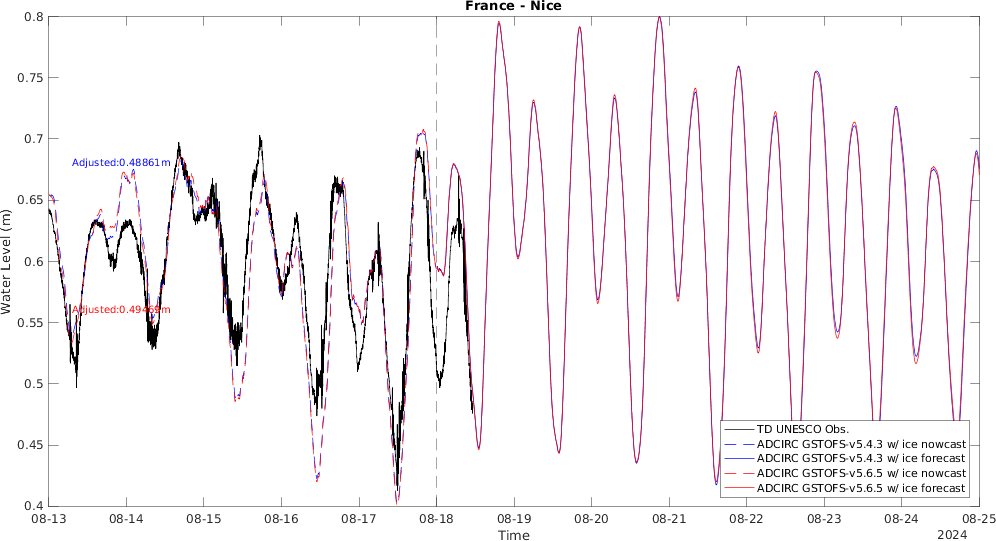 France - Nice
0.8
0.75
0.7
0.65
0.6
0.55
0.5
0.45
0.4
Water Level (m)
Adjusted:0.48861m
Adjusted:0.49469m
TD UNESCO Obs.
ADCIRC GSTOFS-v5.4.3 w/ ice nowcast
ADCIRC GSTOFS-v5.4.3 w/ ice forecast
ADCIRC GSTOFS-v5.6.5 w/ ice nowcast
ADCIRC GSTOFS-v5.6.5 w/ ice forecast
08-13 08-14 08-15 08-16 08-17 08-18 08-19 08-20 08-21 08-22 08-23 08-24 08-25
Time
2024